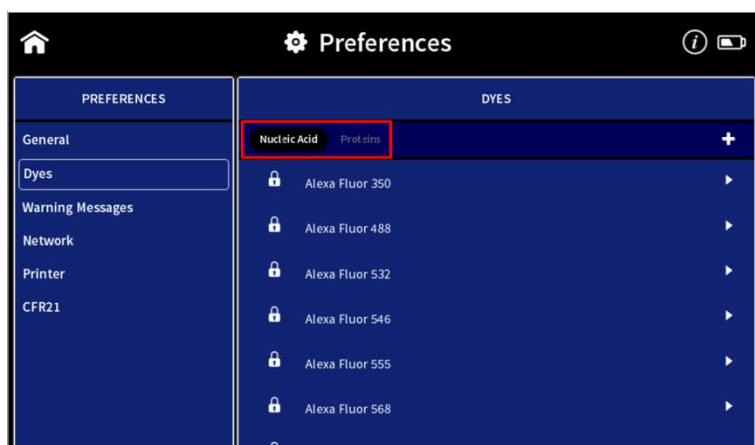 Preferences
PREFERENCES
General
Dyes
Warning Messages
Network
Printer
CFR21
DYES
Nucleic Acid Proteins
Alexa Fluor 350
Alexa Fluor 488
Alexa Fluor 532
Alexa Fluor 546
Alexa Fluor 555
Alexa Fluor 568